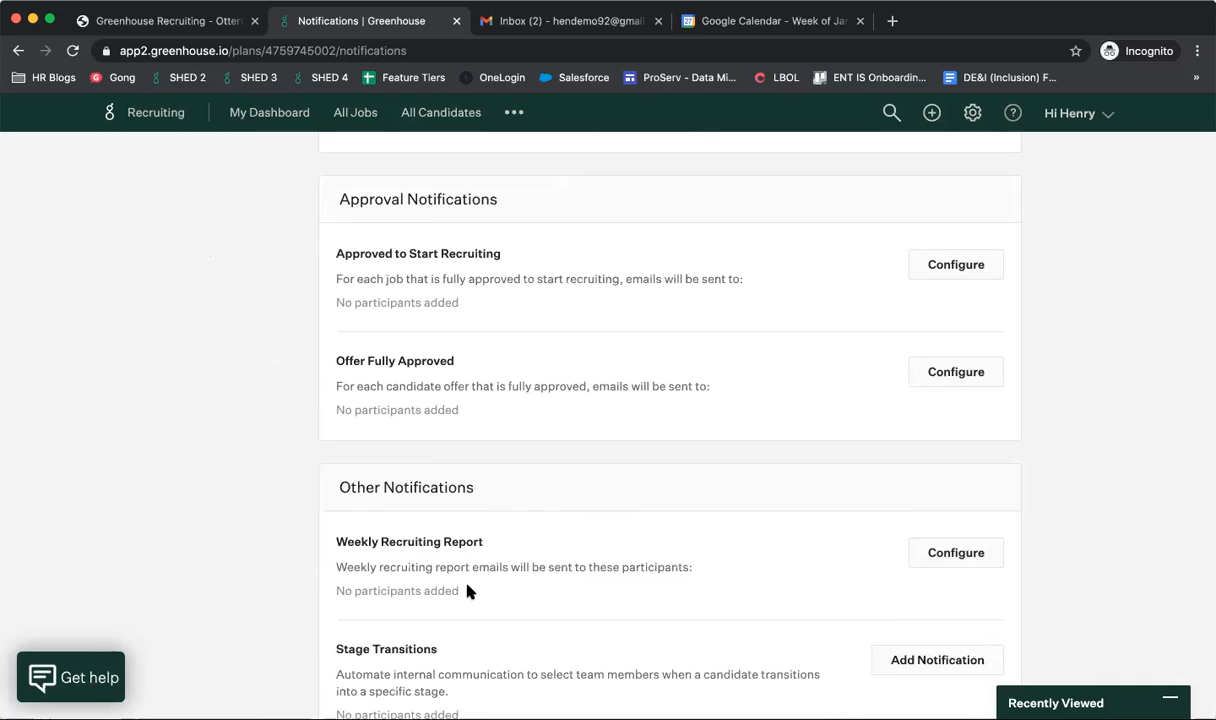 Greenhouse Recruiting - Otter
Notifications | Greenhouse
Inbox (2) - hendemo92@gmail
Google Calendar - Week of Ja
app2.greenhouse.io/plans/4759745002/notifications
Incognito
HR Blogs
Gong
SHED 2
SHED 3
SHED 4
Feature Tiers
OneLogin
Salesforce
ProServ - Data Mi...
LBOL
ENT IS Onboardin...
DE&I (Inclusion) F...
»
Recruiting
My Dashboard
All Jobs
All Candidates
•••
Hi Henry
Approval Notifications
Approved to Start Recruiting
For each job that is fully approved to start recruiting, emails will be sent to:
No participants added
Configure
Offer Fully Approved
For each candidate offer that is fully approved, emails will be sent to:
No participants added
Configure
Other Notifications
Weekly Recruiting Report
Weekly recruiting report emails will be sent to these participants:
No participants added
Configure
Stage Transitions
Automate internal communication to select team members when a candidate transitions
into a specific stage.
No participants added
Add Notification
Get help
Recently Viewed